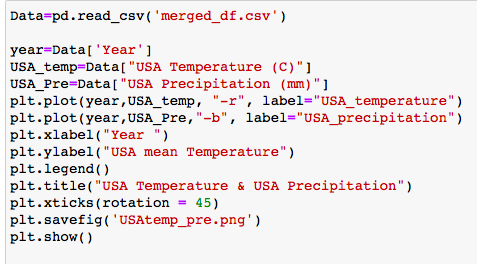 Data=pd.read_csv('merged_df.csv')
year=Data['Year']
USA_temp=Data["USA Temperature (C)"]
USA_Pre=Data["USA Precipitation (mm)"]
plt.plot(year,USA_temp, "-r", label="USA_temperature")
plt.plot(year,USA_Pre,"-b", label="USA_precipitation")
plt.xlabel("Year ")
plt.ylabel("USA mean Temperature")
plt.legend()
plt.title("USA Temperature & USA Precipitation")
plt.xticks(rotation = 45)
plt.savefig('USAtemp_pre.png')
plt.show()